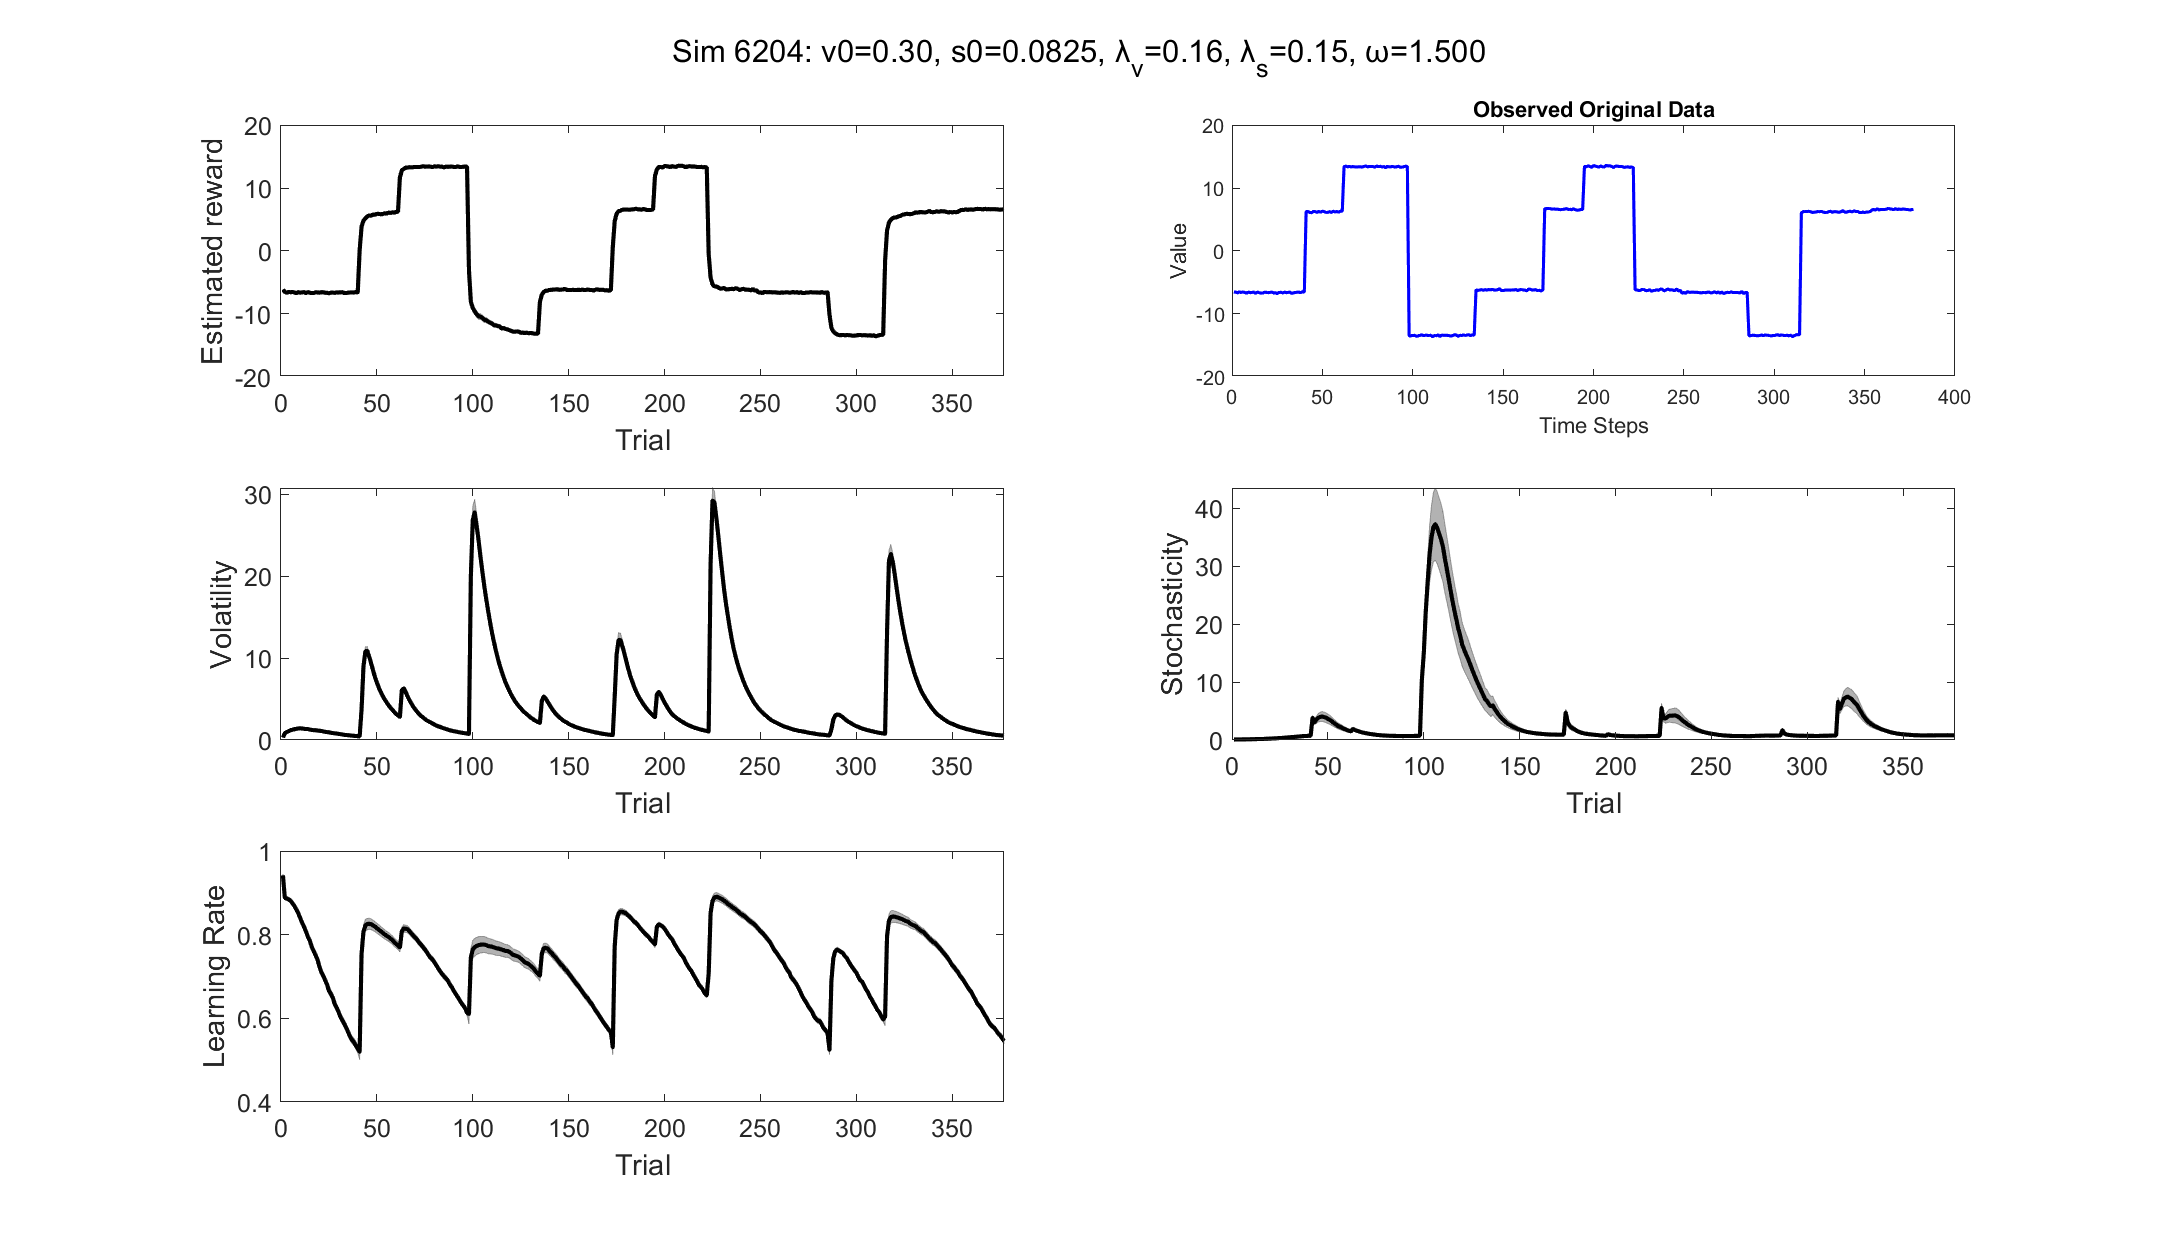 Sim 6204: v0=0.30, s0=0.0825, λ_v=0.16, λ_s=0.15, ω=1.500
Estimated reward
20
10
0
-10
-20
0 50 100 150 200 250 300 350
Trial
Observed Original Data
Value
20
10
0
-10
-20
0 50 100 150 200 250 300 350 400
Time Steps
Volatility
30
20
10
0
0 50 100 150 200 250 300 350
Trial
Stochasticity
40
30
20
10
0
0 50 100 150 200 250 300 350
Trial
Learning Rate
1
0.8
0.6
0.4
0 50 100 150 200 250 300 350
Trial